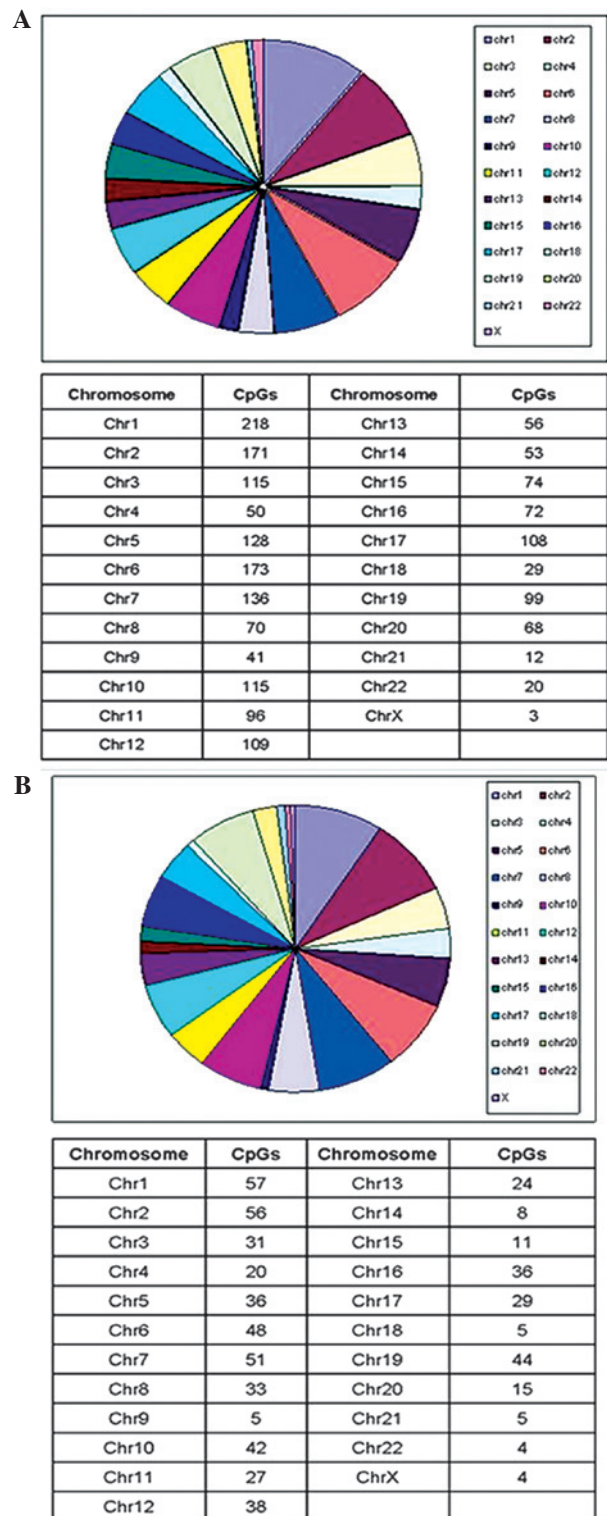 A
chr1 chr2
chr3 chr4
chr5 chr6
chr7 chr8
chr9 chr10
chr11 chr12
chr13 chr14
chr15 chr16
chr17 chr18
chr19 chr20
chr21 chr22
X
Chromosome CpGs Chromosome CpGs
Chr1 218 Chr13 56
Chr2 171 Chr14 53
Chr3 115 Chr15 74
Chr4 50 Chr16 72
Chr5 128 Chr17 108
Chr6 173 Chr18 29
Chr7 136 Chr19 99
Chr8 70 Chr20 68
Chr9 41 Chr21 12
Chr10 115 Chr22 20
Chr11 96 ChrX 3
Chr12 109
B
chr1 chr2
chr3 chr4
chr5 chr6
chr7 chr8
chr9 chr10
chr11 chr12
chr13 chr14
chr15 chr16
chr17 chr18
chr19 chr20
chr21 chr22
X
Chromosome CpGs Chromosome CpGs
Chr1 57 Chr13 24
Chr2 56 Chr14 8
Chr3 31 Chr15 11
Chr4 20 Chr16 36
Chr5 36 Chr17 29
Chr6 48 Chr18 5
Chr7 51 Chr19 44
Chr8 33 Chr20 15
Chr9 5 Chr21 5
Chr10 42 Chr22 4
Chr11 27 ChrX 4
Chr12 38